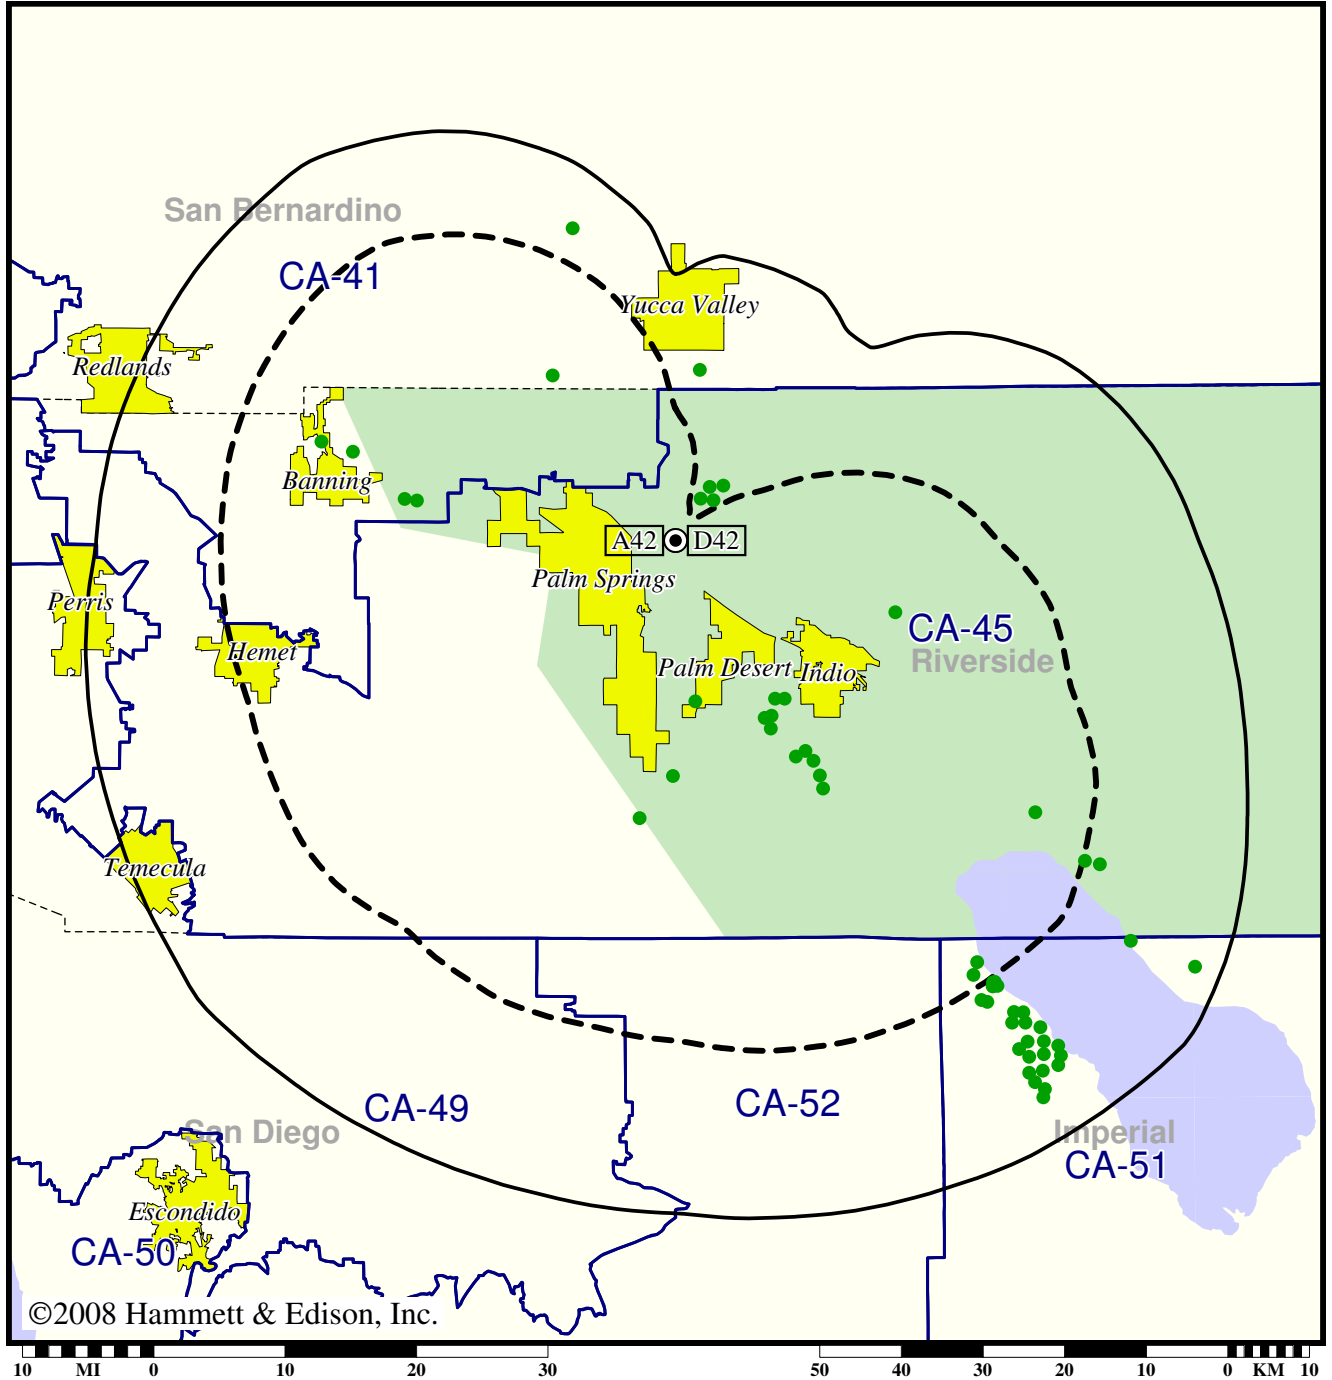 San Bernardino
CA-41
Yucca Valley
Redlands
Banning
A42 D42
Palm Springs
Perris
CA-45
Hemet
Palm Desert
Indio
Riverside
Temecula
CA-49
CA-52
San Diego
Imperial
CA-51
Escondido
CA-50
©2008 Hammett & Edison, Inc.
10 MI 0 10 20 30 50 40 30 20 10 0 KM 10